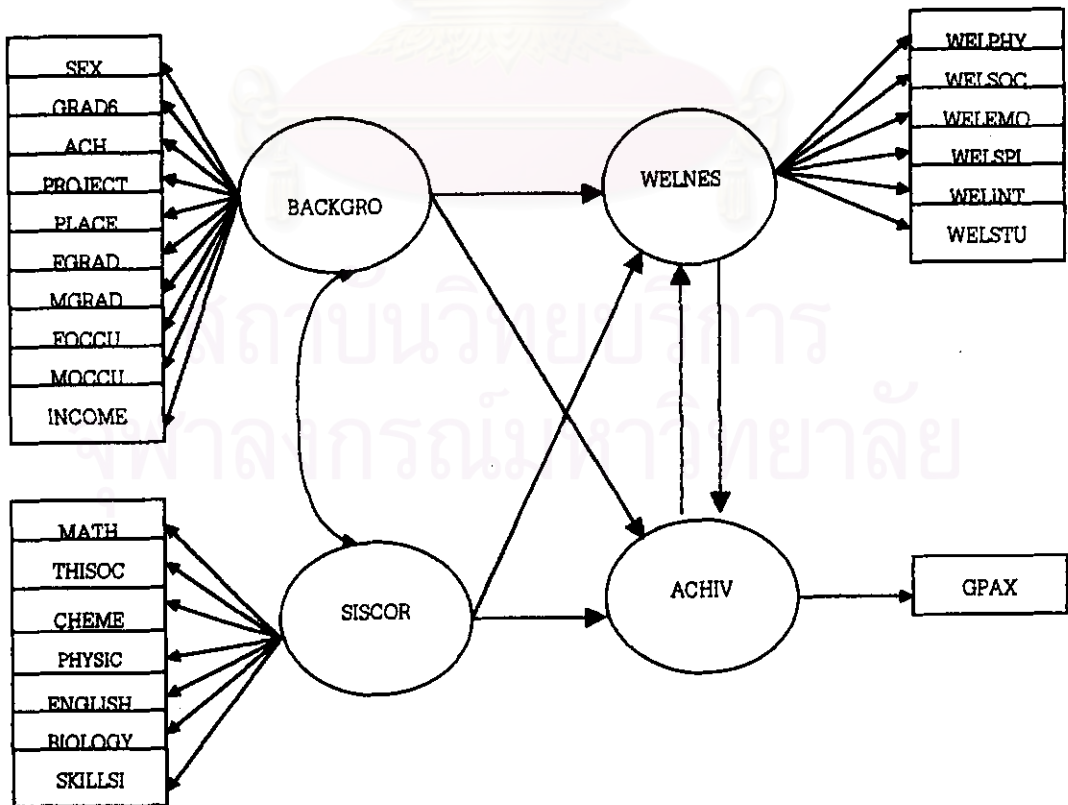 SEX
GRAD6
ACH
PROJECT
PLACE
FGRAD
MGRAD
FOCCU
MOCCU
INCOME
BACKGRO
WELNES
WELPHY
WELSOC
WELEMO
WELSPI
WELINT
WELSTU
สถาบันวิทยบริการ
จุฬาลงกรณ์มหาวิทยาลัย
MATH
THISOC
CHEME
PHYSIC
ENGLISH
BIOLOGY
SKILLSI
SISCOR
ACHIV
GPAX